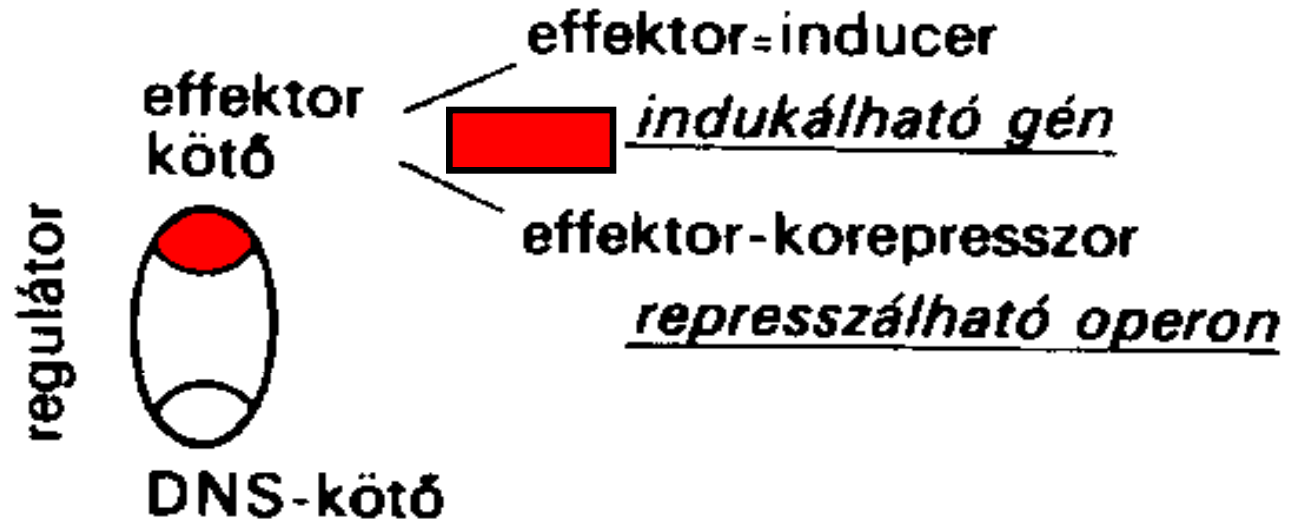 effektor=inducer
effektor
kötő
indukálható gén
effektor-korepresszor
regulátor
represszálható operon
DNS-kötő